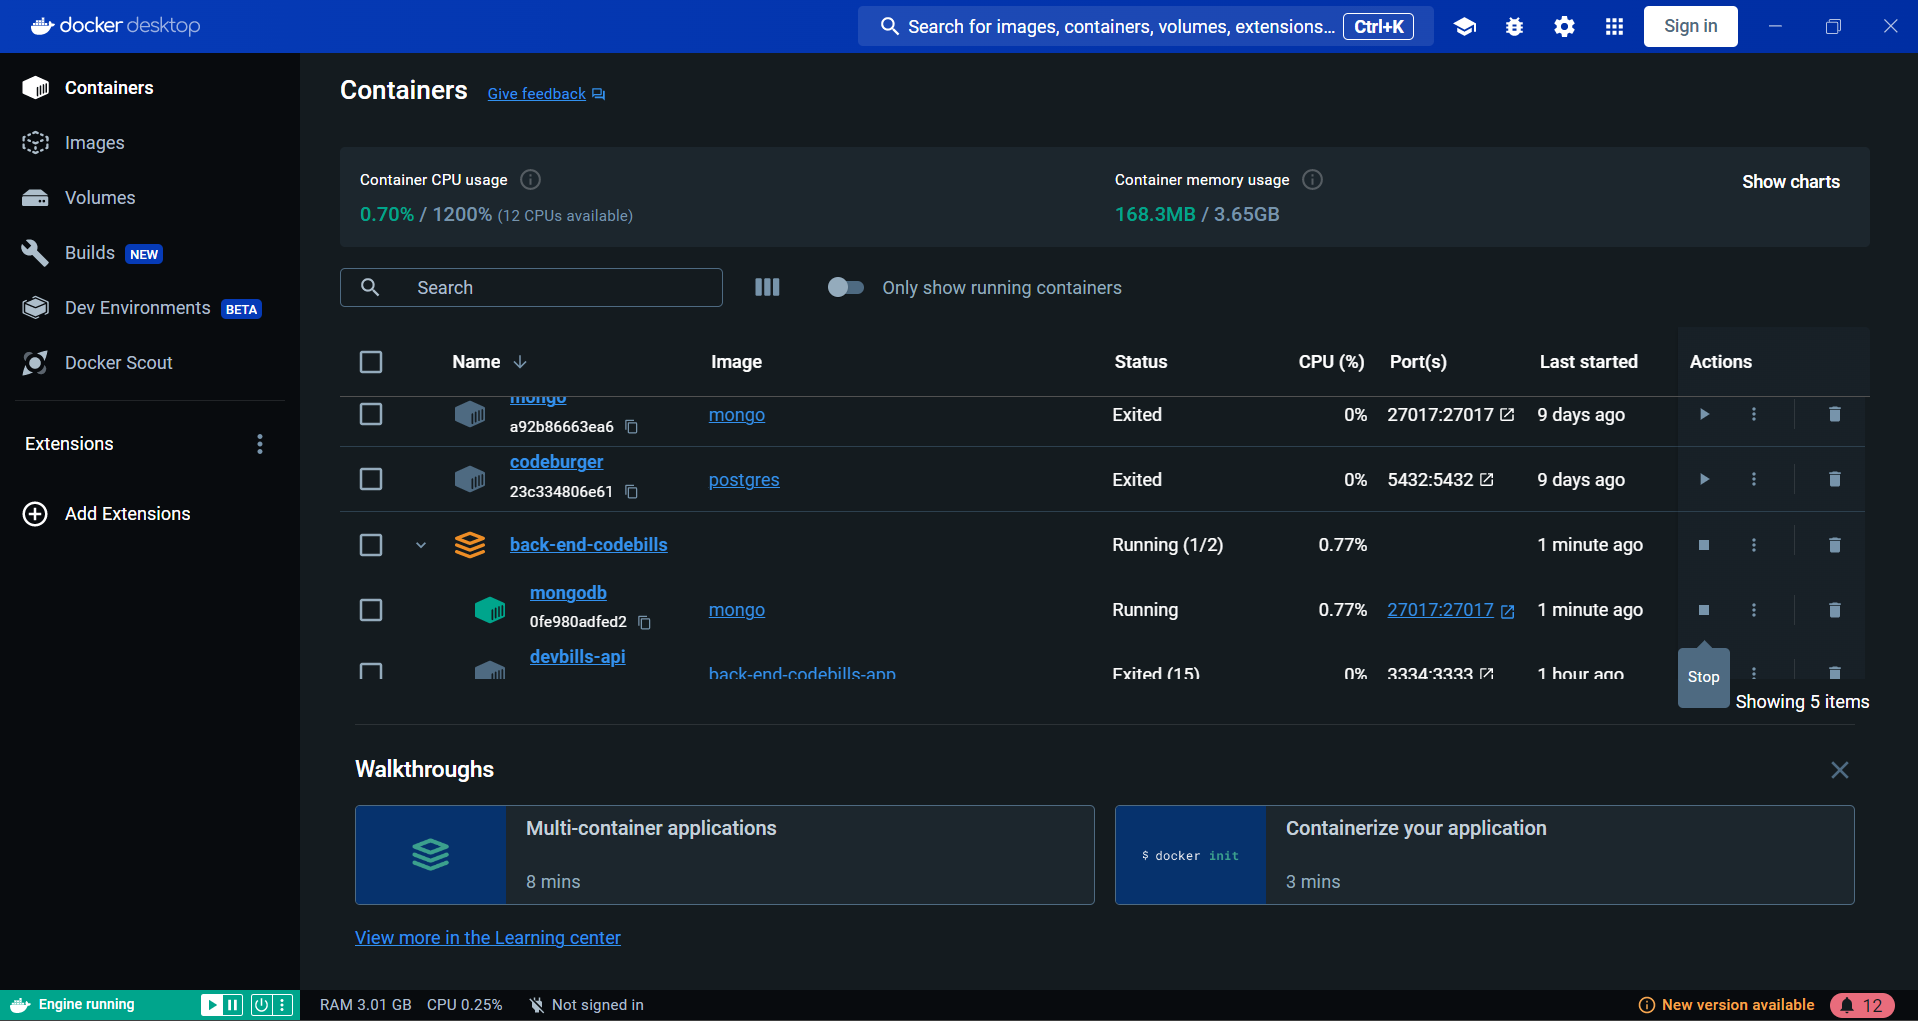 docker desktop
Search for images, containers, volumes, extensions... Ctrl+K
Sign in
Containers
Images
Volumes
Builds NEW
Dev Environments BETA
Docker Scout
Extensions
Add Extensions
Containers Give feedback
Container CPU usage
0.70% / 1200% (12 CPUs available)
Container memory usage
168.3MB / 3.65GB
Show charts
Search
Only show running containers
Name Image Status CPU (%) Port(s) Last started Actions
mongo
a92b86663ea6 mongo Exited 0% 27017:27017 9 days ago
codeburger
23c334806e61 postgres Exited 0% 5432:5432 9 days ago
back-end-codebills Running (1/2) 0.77% 1 minute ago
mongodb
0fe980adfed2 mongo Running 0.77% 27017:27017 1 minute ago
devbills-api
back-end-codebills-app Exited (15) 0% 3334:3333 1 hour ago
Stop
Showing 5 items
Walkthroughs
Multi-container applications
8 mins
$ docker init
Containerize your application
3 mins
View more in the Learning center
Engine running
RAM 3.01 GB CPU 0.25% Not signed in
New version available 12